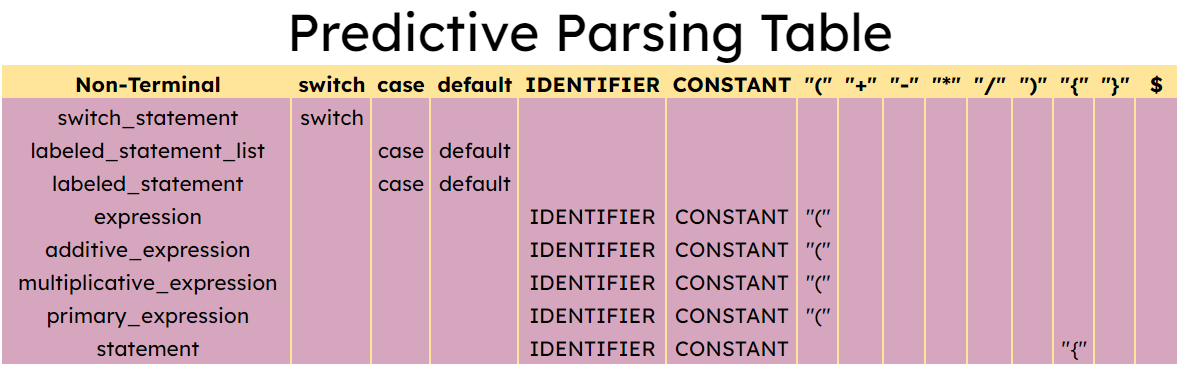 Predictive Parsing Table
Non-Terminal switch case default IDENTIFIER CONSTANT "(" "+" "-" "*" "/" ")" "{" "}" $
switch_statement switch
labeled_statement_list case default
labeled_statement case default
expression IDENTIFIER CONSTANT "("
additive_expression IDENTIFIER CONSTANT "("
multiplicative_expression IDENTIFIER CONSTANT "("
primary_expression IDENTIFIER CONSTANT "("
statement IDENTIFIER CONSTANT "{"